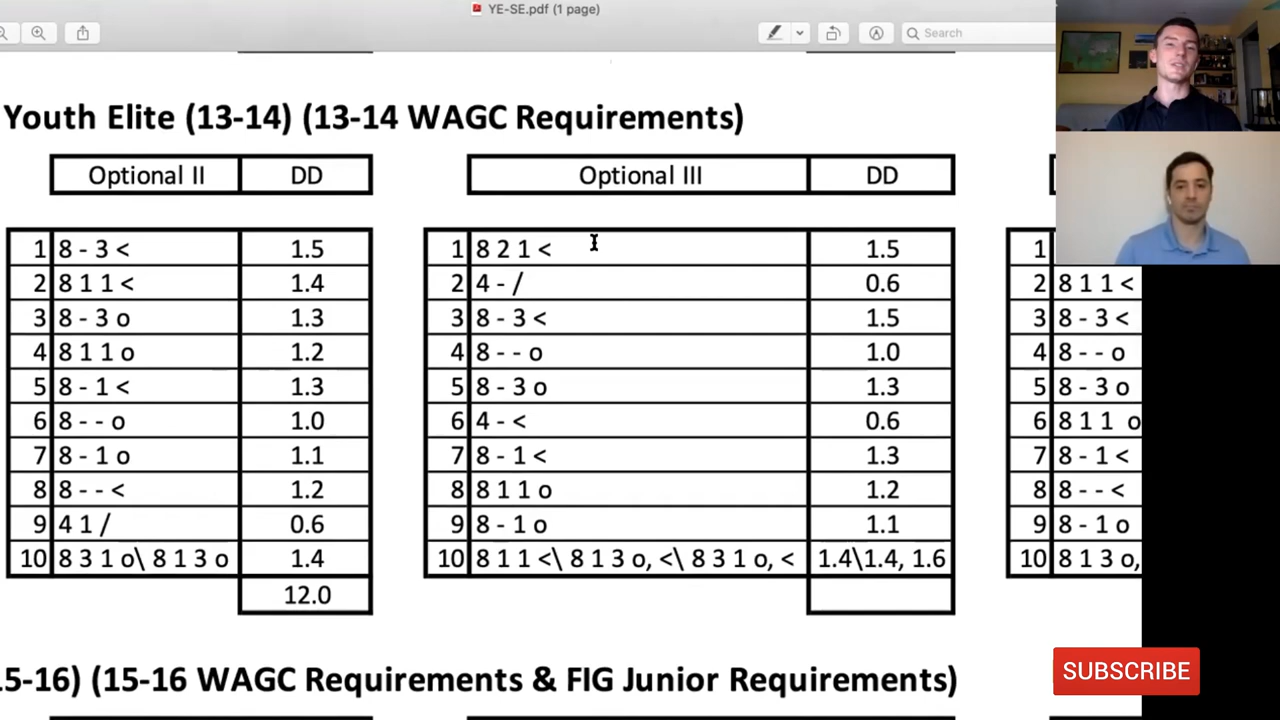 YE-SE.pdf (1 page)
Search
Youth Elite (13-14) (13-14 WAGC Requirements)
Optional II DD
1 8 - 3 < 1.5
2 8 1 1 < 1.4
3 8 - 3 o 1.3
4 8 1 1 o 1.2
5 8 - 1 < 1.3
6 8 - - o 1.0
7 8 - 1 o 1.1
8 8 - - < 1.2
9 4 1 / 0.6
10 8 3 1 o\ 8 1 3 o 1.4
12.0
Optional III DD
1 8 2 1 < 1.5
2 4 - / 0.6
3 8 - 3 < 1.5
4 8 - - o 1.0
5 8 - 3 o 1.3
6 4 - < 0.6
7 8 - 1 < 1.3
8 8 1 1 o 1.2
9 8 - 1 o 1.1
10 8 1 1 <\ 8 1 3 o, <\ 8 3 1 o, < 1.4\1.4, 1.6
1
2 8 1 1 <
3 8 - 3 <
4 8 - - o
5 8 - 3 o
6 8 1 1 o
7 8 - 1 <
8 8 - - <
9 8 - 1 o
10 8 1 3 o,
5-16) (15-16 WAGC Requirements & FIG Junior Requirements)
SUBSCRIBE